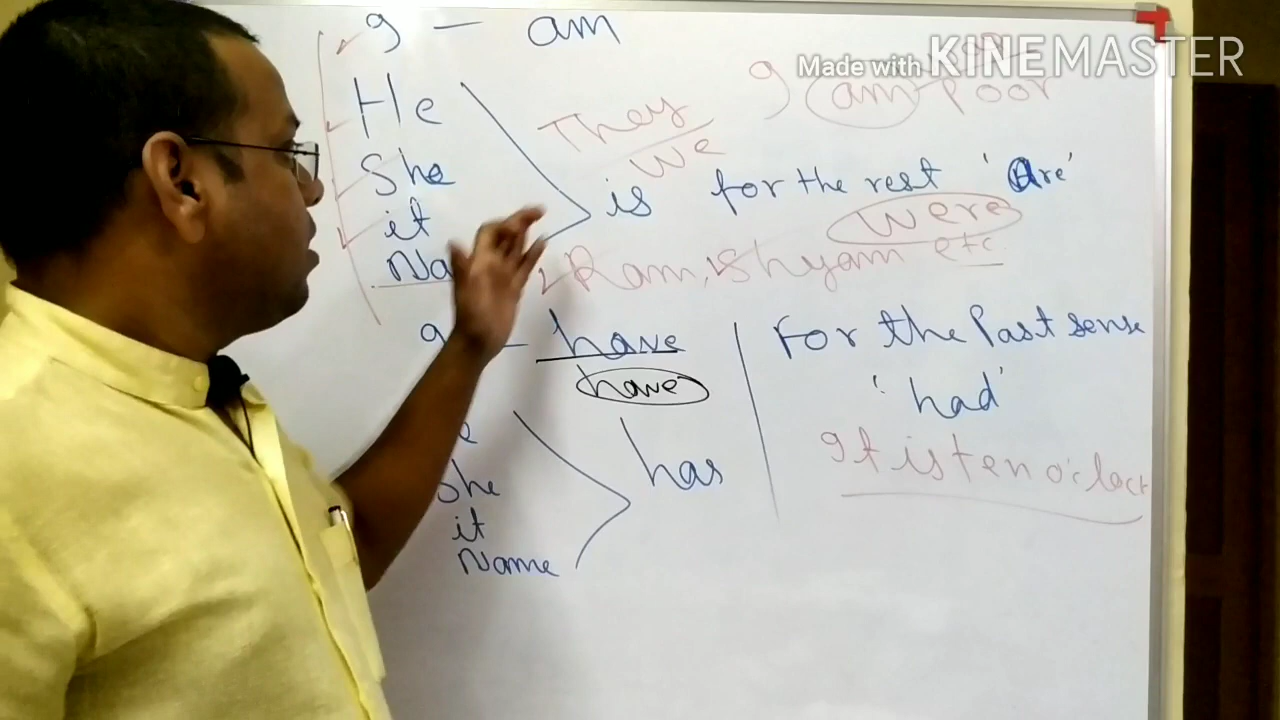 I - am
Made with KINEMASTER
He
She
it
Na
They
We
I am poor
is for the rest 'Are'
were
Ram, Shyam etc.
I - have
have
e
She
it
Name
has
For the Past sense
'had'
It is ten o'clock